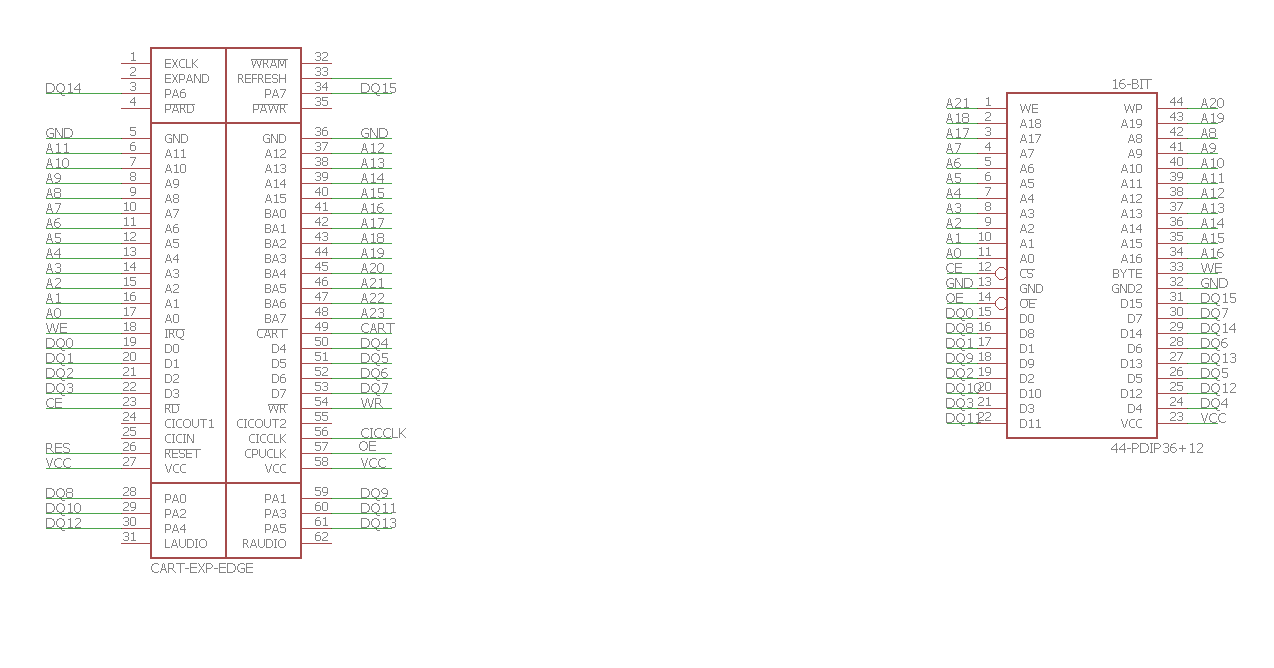 1 EXCLK WRAM 32
2 EXPAND REFRESH 33
DQ14 3 PA6 PA7 34 DQ15
4 PARD PAWR 35
GND 5 GND GND 36 GND
A11 6 A11 A12 37 A12
A10 7 A10 A13 38 A13
A9 8 A9 A14 39 A14
A8 9 A8 A15 40 A15
A7 10 A7 BA0 41 A16
A6 11 A6 BA1 42 A17
A5 12 A5 BA2 43 A18
A4 13 A4 BA3 44 A19
A3 14 A3 BA4 45 A20
A2 15 A2 BA5 46 A21
A1 16 A1 BA6 47 A22
A0 17 A0 BA7 48 A23
WE 18 IRQ CART 49 CART
DQ0 19 D0 D4 50 DQ4
DQ1 20 D1 D5 51 DQ5
DQ2 21 D2 D6 52 DQ6
DQ3 22 D3 D7 53 DQ7
CE 23 RD WR 54 WR
24 CICOUT1 CICOUT2 55
25 CICIN CICCLK 56 CICCLK
RES 26 RESET CPUCLK 57 OE
VCC 27 VCC VCC 58 VCC
DQ8 28 PA0 PA1 59 DQ9
DQ10 29 PA2 PA3 60 DQ11
DQ12 30 PA4 PA5 61 DQ13
31 LAUDIO RAUDIO 62
CART-EXP-EDGE
16-BIT
A21 1 WE WP 44 A20
A18 2 A18 A19 43 A19
A17 3 A17 A8 42 A8
A7 4 A7 A9 41 A9
A6 5 A6 A10 40 A10
A5 6 A5 A11 39 A11
A4 7 A4 A12 38 A12
A3 8 A3 A13 37 A13
A2 9 A2 A14 36 A14
A1 10 A1 A15 35 A15
A0 11 A0 A16 34 A16
CE 12 CS BYTE 33 WE
GND 13 GND GND2 32 GND
OE 14 OE D15 31 DQ15
DQ0 15 D0 D7 30 DQ7
DQ8 16 D8 D14 29 DQ14
DQ1 17 D1 D6 28 DQ6
DQ9 18 D9 D13 27 DQ13
DQ2 19 D2 D5 26 DQ5
DQ10 20 D10 D12 25 DQ12
DQ3 21 D3 D4 24 DQ4
DQ11 22 D11 VCC 23 VCC
44-PDIP36+12